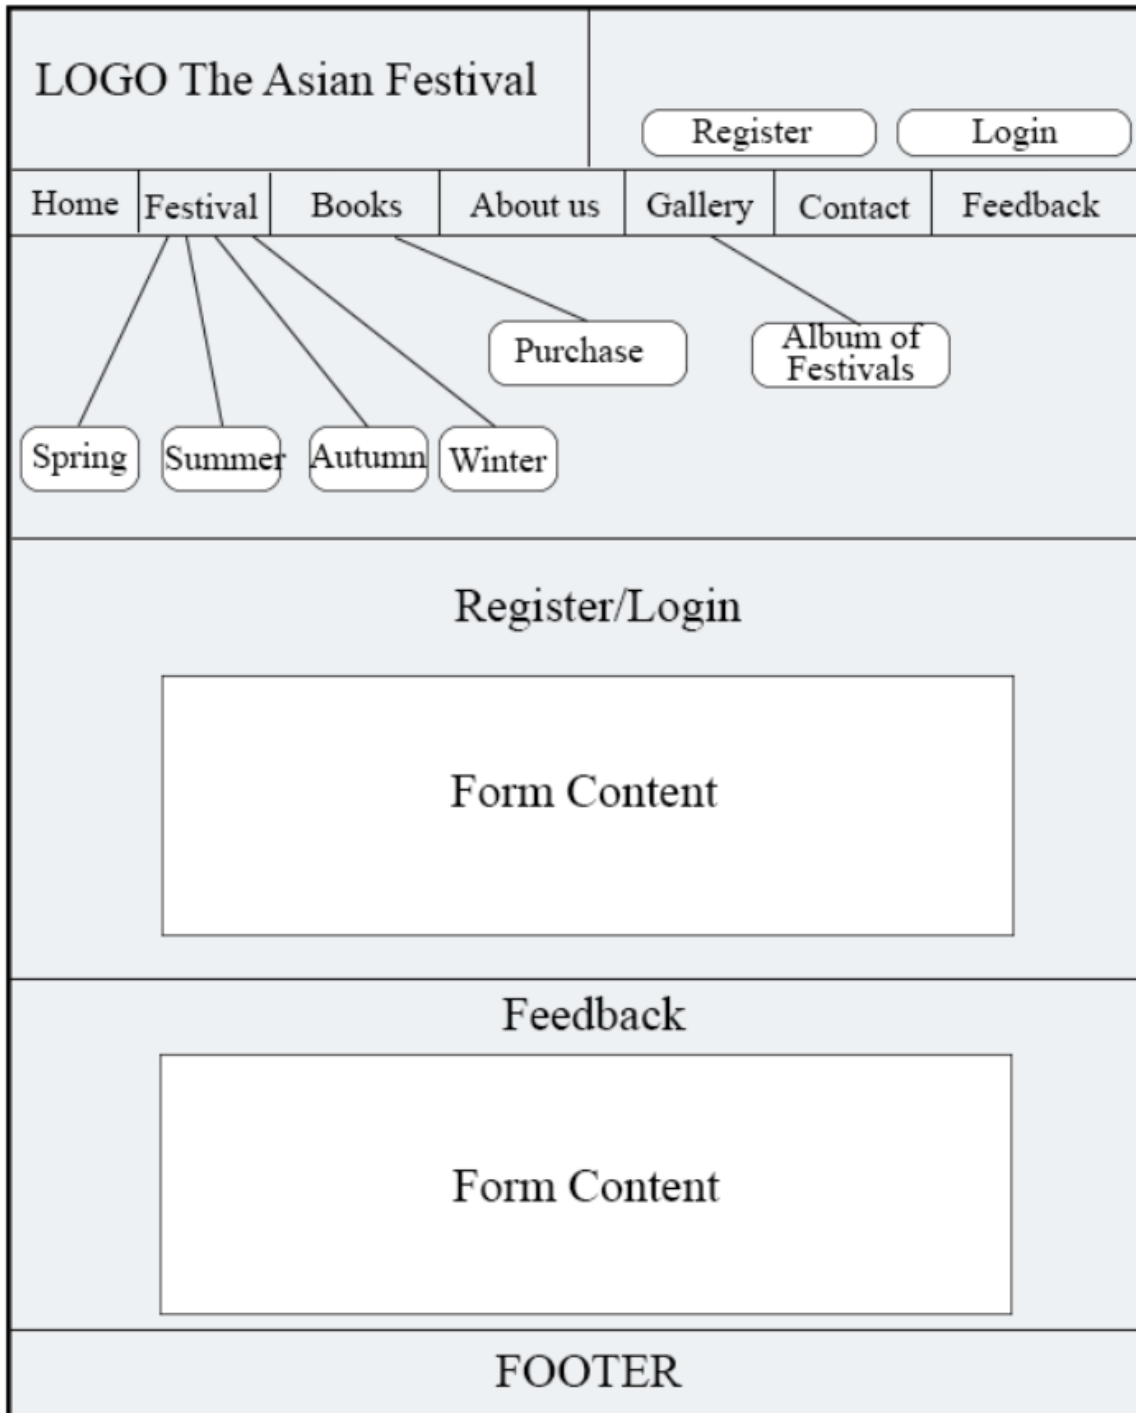 LOGO The Asian Festival
Register
Login
Home
Festival
Books
About us
Gallery
Contact
Feedback
Purchase
Album of
Festivals
Spring
Summer
Autumn
Winter
Register/Login
Form Content
Feedback
Form Content
FOOTER